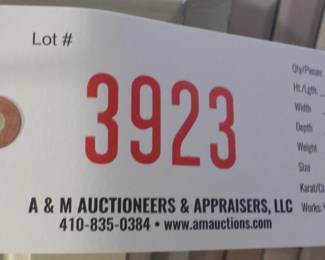 Lot #
3923
A & M AUCTIONEERS & APPRAISERS, LLC
410-835-0384 • www.amauctions.com
Qty/Pieces
Ht./Lgth.
Width
Depth
Weight
Size
Karat/Ct.
Works: